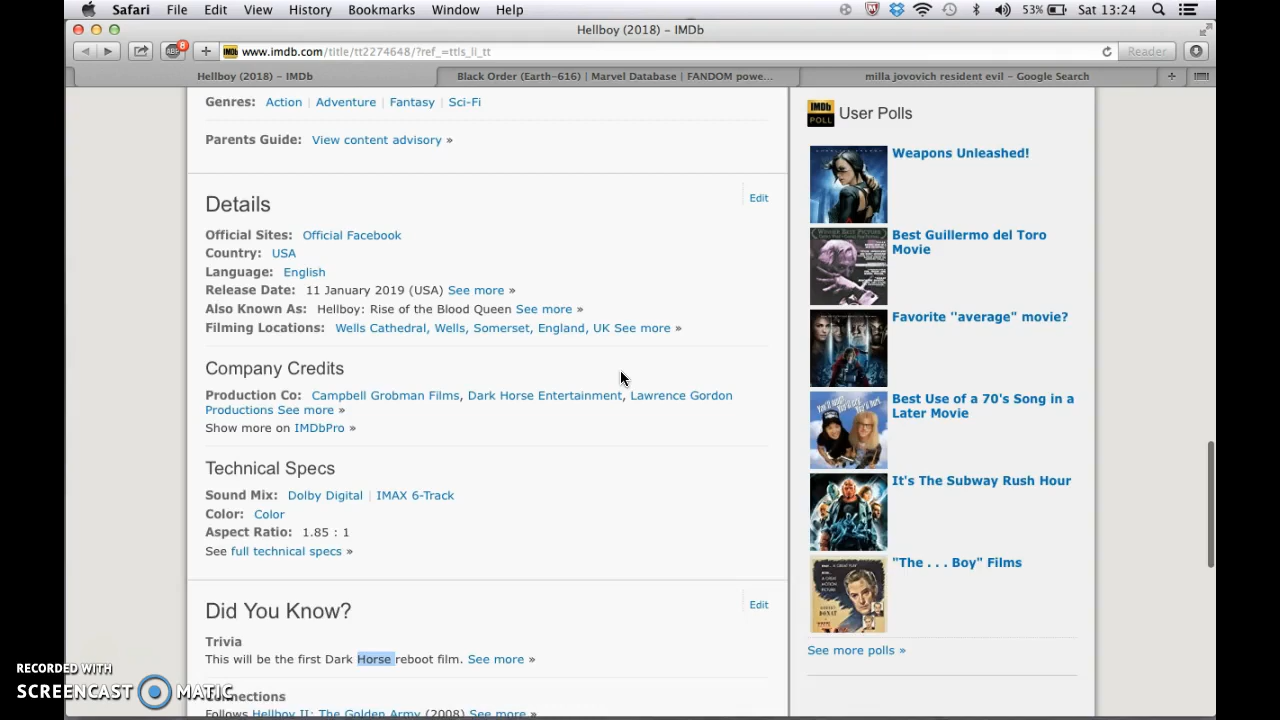 Safari File Edit View History Bookmarks Window Help 53% Sat 13:24
Hellboy (2018) – IMDb
ABP 8 IMDb www.imdb.com/title/tt2274648/?ref_=ttls_li_tt Reader
Hellboy (2018) – IMDb Black Order (Earth-616) | Marvel Database | FANDOM powe... milla jovovich resident evil – Google Search
Genres: Action | Adventure | Fantasy | Sci-Fi
Parents Guide: View content advisory »
Details Edit
Official Sites: Official Facebook
Country: USA
Language: English
Release Date: 11 January 2019 (USA) See more »
Also Known As: Hellboy: Rise of the Blood Queen See more »
Filming Locations: Wells Cathedral, Wells, Somerset, England, UK See more »
Company Credits
Production Co: Campbell Grobman Films, Dark Horse Entertainment, Lawrence Gordon
Productions See more »
Show more on IMDbPro »
Technical Specs
Sound Mix: Dolby Digital | IMAX 6-Track
Color: Color
Aspect Ratio: 1.85 : 1
See full technical specs »
Did You Know? Edit
Trivia
This will be the first Dark Horse reboot film. See more »
Connections
Follows Hellboy II: The Golden Army (2008) See more »
IMDb POLL User Polls
Weapons Unleashed!
Best Guillermo del Toro
Movie
Favorite "average" movie?
Best Use of a 70's Song in a
Later Movie
It's The Subway Rush Hour
"The . . . Boy" Films
See more polls »
RECORDED WITH
SCREENCAST MATIC